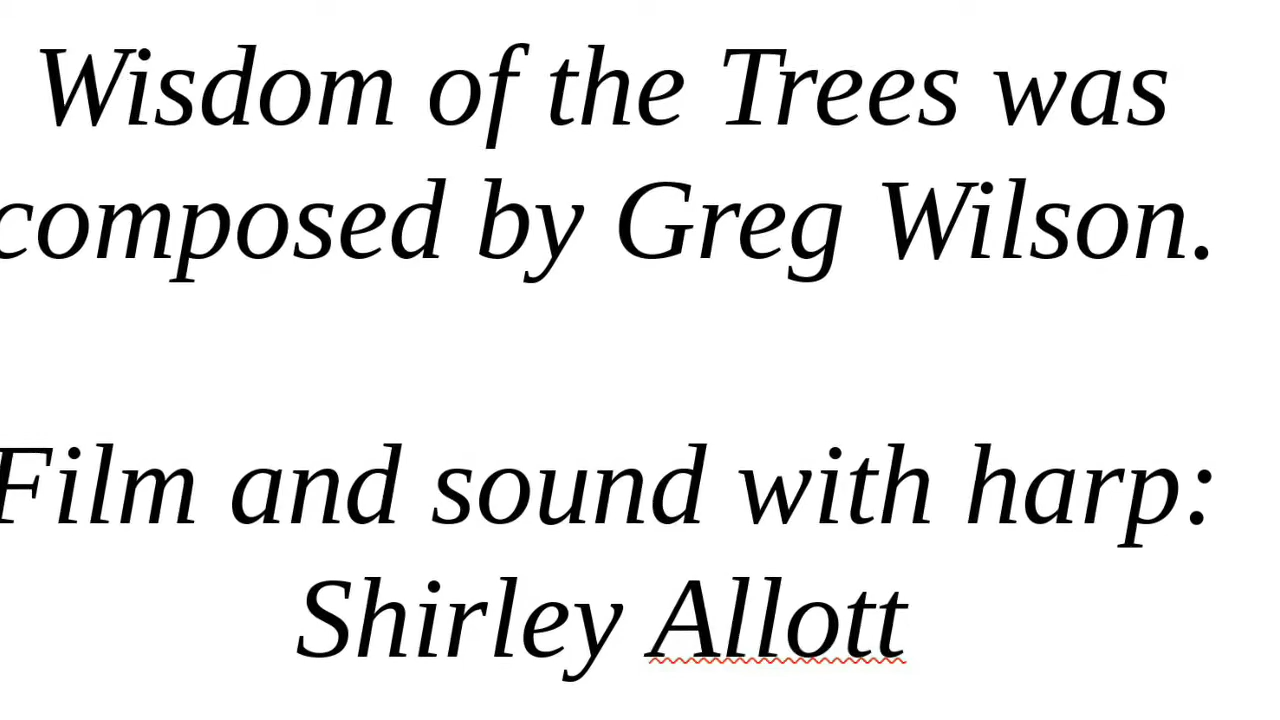 Wisdom of the Trees was
composed by Greg Wilson.
Film and sound with harp:
Shirley Allott